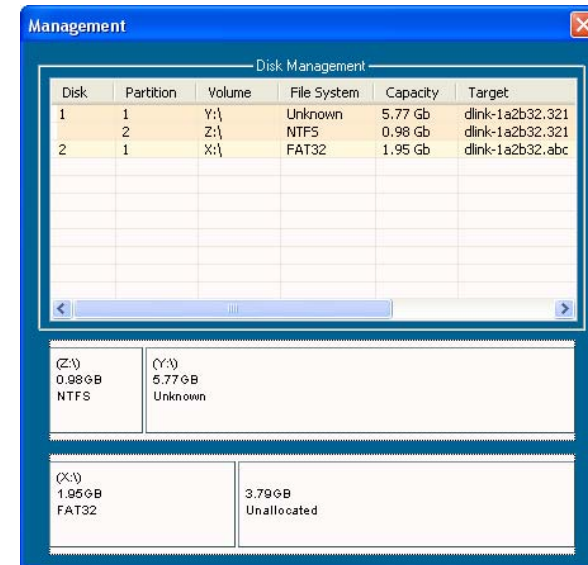 Management
Disk Management
Disk Partition Volume File System Capacity Target
1 1 Y:\ Unknown 5.77 Gb dlink-1a2b32.321
2 Z:\ NTFS 0.98 Gb dlink-1a2b32.321
2 1 X:\ FAT32 1.95 Gb dlink-1a2b32.abc
(Z:\) (Y:\)
0.98GB 5.77GB
NTFS Unknown
(X:\)
1.95GB 3.79GB
FAT32 Unallocated